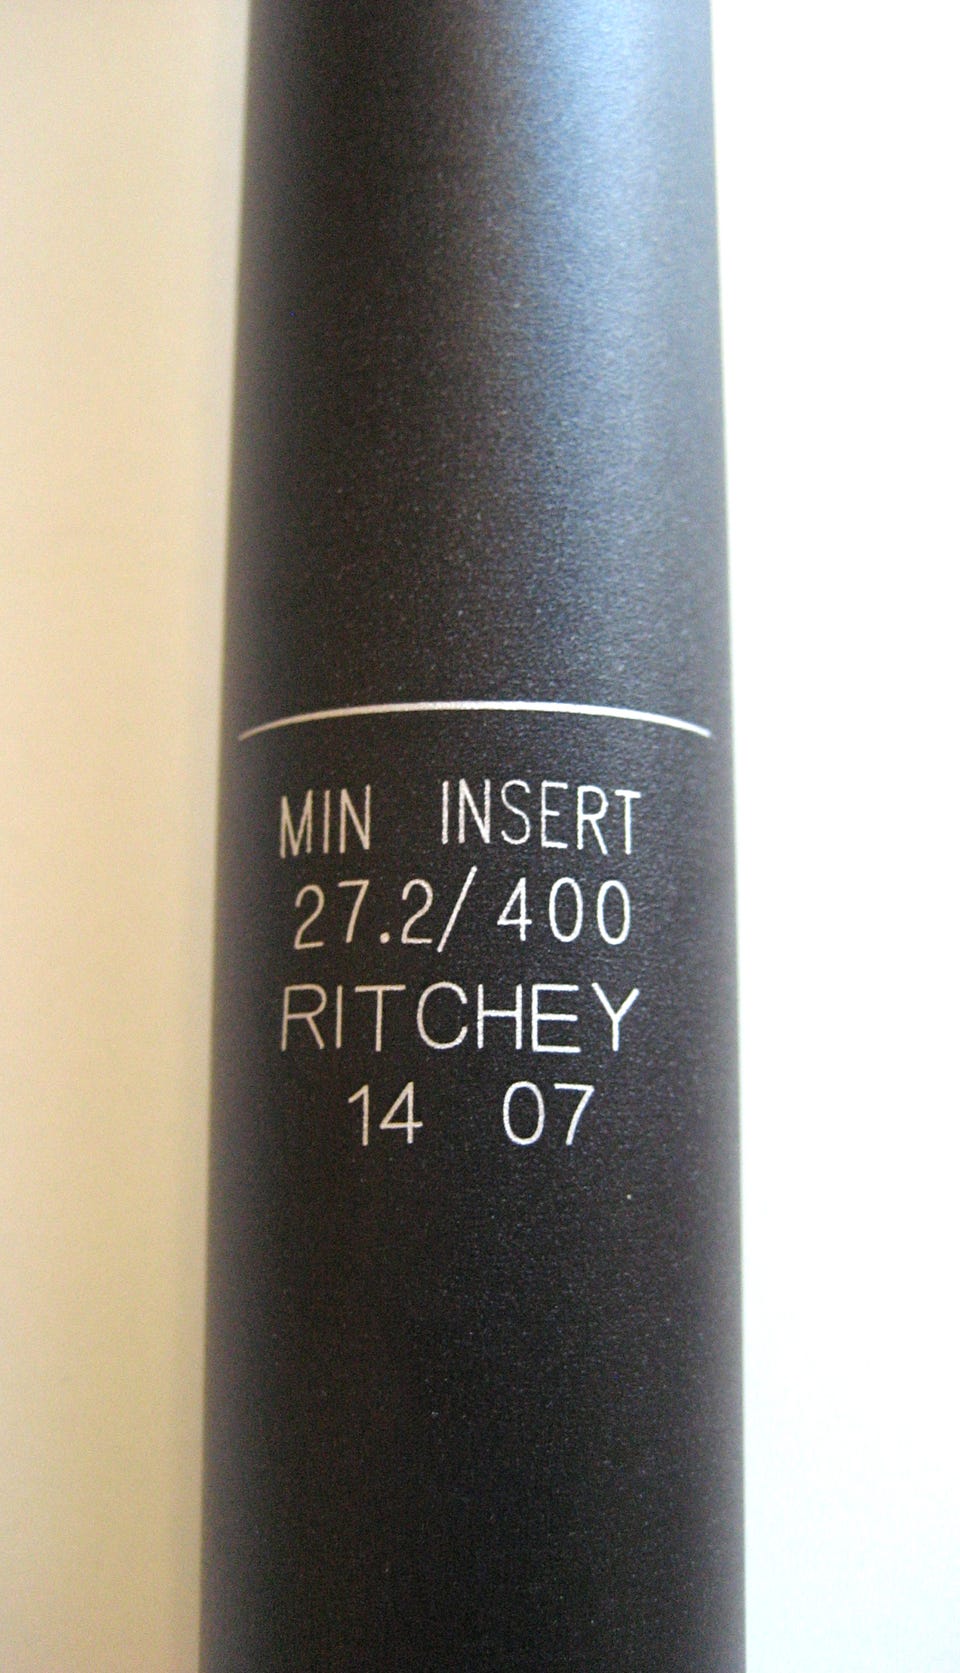 MIN INSERT
27.2/400
RITCHEY
14 07